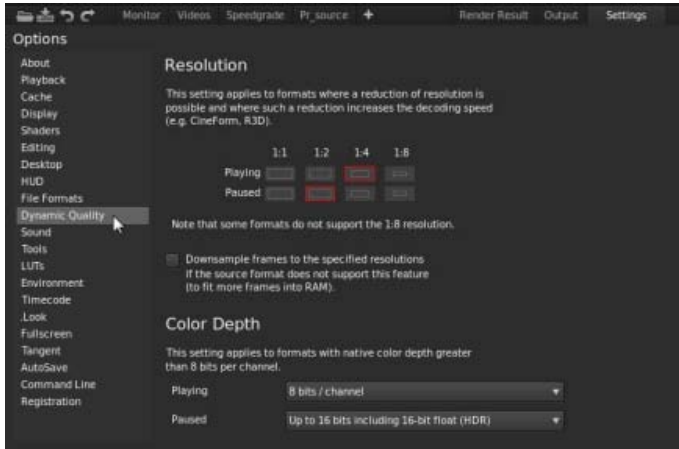 Monitor Videos Speedgrade Pr_source + Render Result Output Settings
Options
About
Playback
Cache
Display
Shaders
Editing
Desktop
HUD
File Formats
Dynamic Quality
Sound
Tools
LUTs
Environment
Timecode
.Look
Fullscreen
Tangent
AutoSave
Command Line
Registration
Resolution
This setting applies to formats where a reduction of resolution is
possible and where such a reduction increases the decoding speed
(e.g. CineForm, R3D).
1:1 1:2 1:4 1:8
Playing
Paused
Note that some formats do not support the 1:8 resolution.
Downsample frames to the specified resolutions
if the source format does not support this feature
(to fit more frames into RAM).
Color Depth
This setting applies to formats with native color depth greater
than 8 bits per channel.
Playing 8 bits / channel
Paused Up to 16 bits including 16-bit float (HDR)